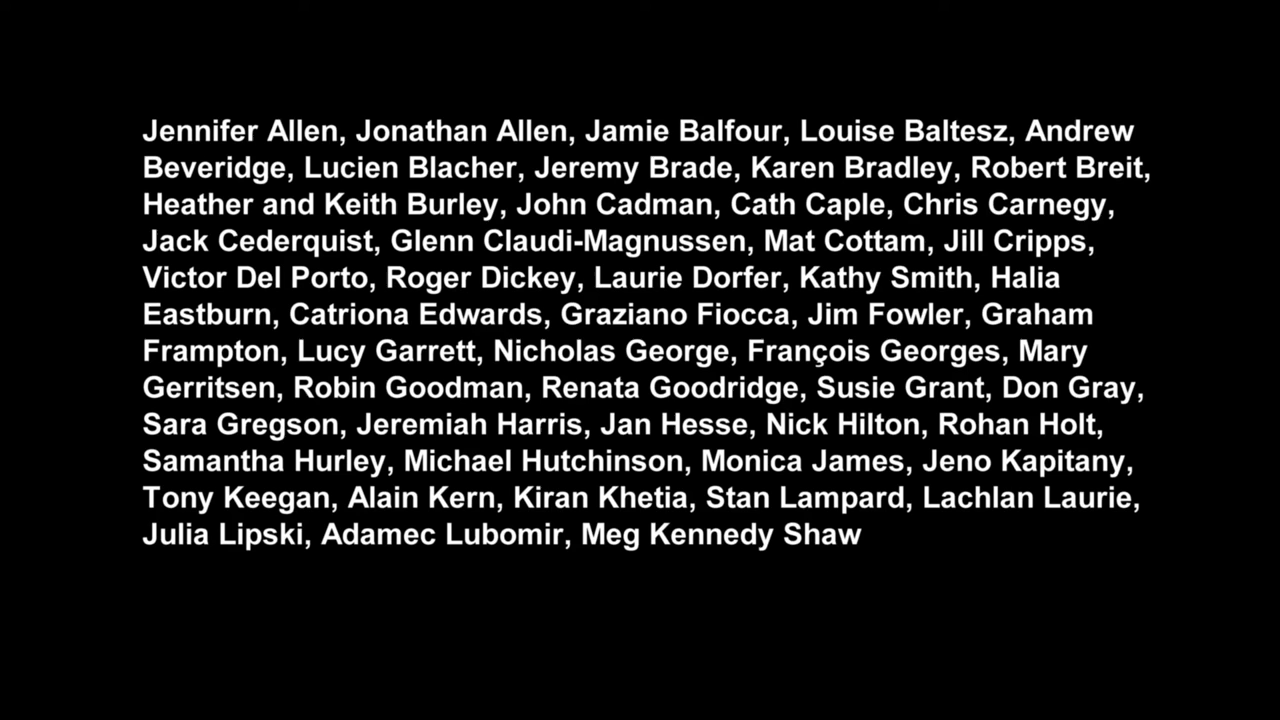 Jennifer Allen, Jonathan Allen, Jamie Balfour, Louise Baltesz, Andrew
Beveridge, Lucien Blacher, Jeremy Brade, Karen Bradley, Robert Breit,
Heather and Keith Burley, John Cadman, Cath Caple, Chris Carnegy,
Jack Cederquist, Glenn Claudi-Magnussen, Mat Cottam, Jill Cripps,
Victor Del Porto, Roger Dickey, Laurie Dorfer, Kathy Smith, Halia
Eastburn, Catriona Edwards, Graziano Fiocca, Jim Fowler, Graham
Frampton, Lucy Garrett, Nicholas George, François Georges, Mary
Gerritsen, Robin Goodman, Renata Goodridge, Susie Grant, Don Gray,
Sara Gregson, Jeremiah Harris, Jan Hesse, Nick Hilton, Rohan Holt,
Samantha Hurley, Michael Hutchinson, Monica James, Jeno Kapitany,
Tony Keegan, Alain Kern, Kiran Khetia, Stan Lampard, Lachlan Laurie,
Julia Lipski, Adamec Lubomir, Meg Kennedy Shaw